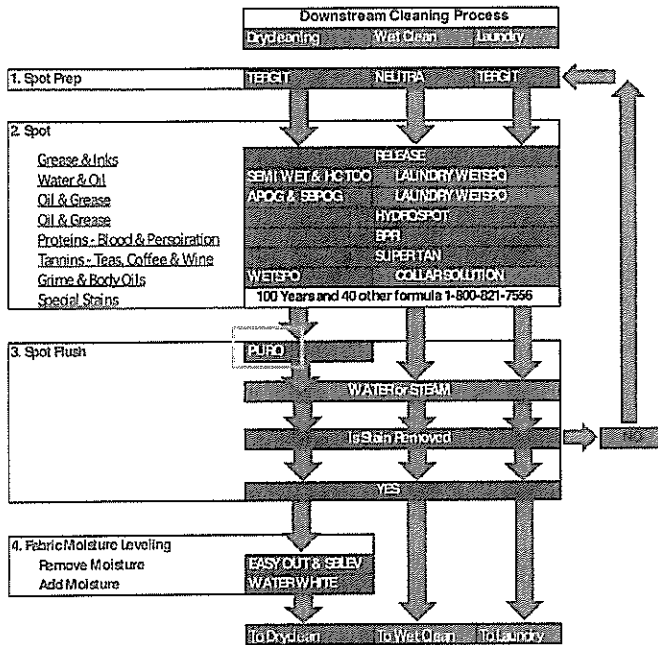 Downstream Cleaning Process
Drycleaning Wet Clean Laundry
1. Spot Prep TERGIT NEUTRA TERGIT
2. Spot
RELEASE
Grease & Inks
SEMI WET & HCTOO LAUNDRY WETSPO
Water & Oil
APOG & SBPOG LAUNDRY WETSPO
Oil & Grease
HYDROSPOT
Oil & Grease
BPR
Proteins - Blood & Perspiration
SUPER TAN
Tannins - Teas, Coffee & Wine
WETSPO COLLAR SOLUTION
Grime & Body Oils
100 Years and 40 other formula 1-800-821-7556
Special Stains
3. Spot Flush PURO
WATER or STEAM
Is Stain Removed NO
YES
4. Fabric Moisture Leveling
Remove Moisture EASY OUT & SBLEV
Add Moisture WATER WHITE
To Dryclean To Wet Clean To Laundry